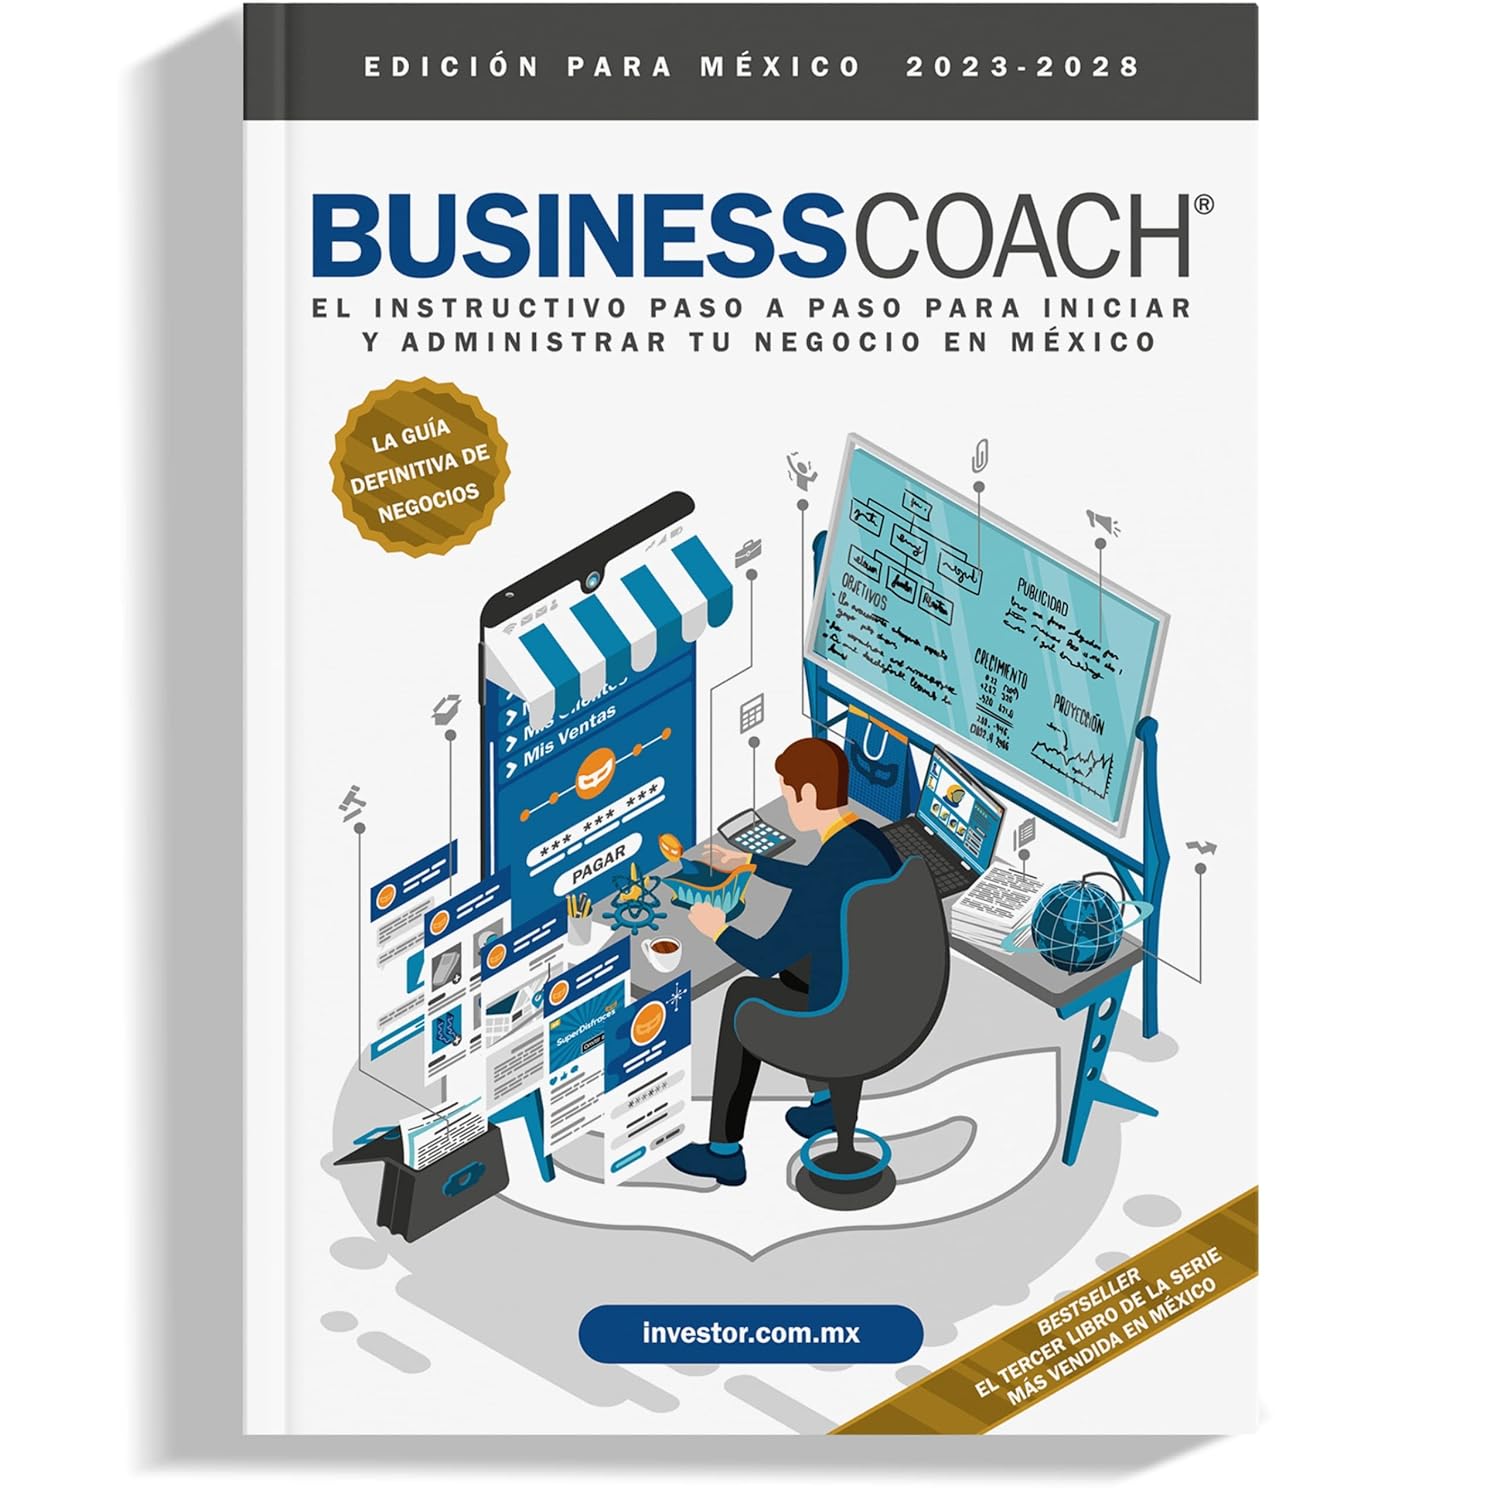 EDICIÓN PARA MÉXICO 2023-2028
BUSINESSCOACH®
EL INSTRUCTIVO PASO A PASO PARA INICIAR
Y ADMINISTRAR TU NEGOCIO EN MÉXICO
LA GUÍA
DEFINITIVA DE
NEGOCIOS
OBJETIVOS
PUBLICIDAD
CRECIMIENTO
PROYECCIÓN
Mis Ventas
*** *** ***
PAGAR
SuperDisfraces
investor.com.mx
BESTSELLER
EL TERCER LIBRO DE LA SERIE
MÁS VENDIDA EN MÉXICO